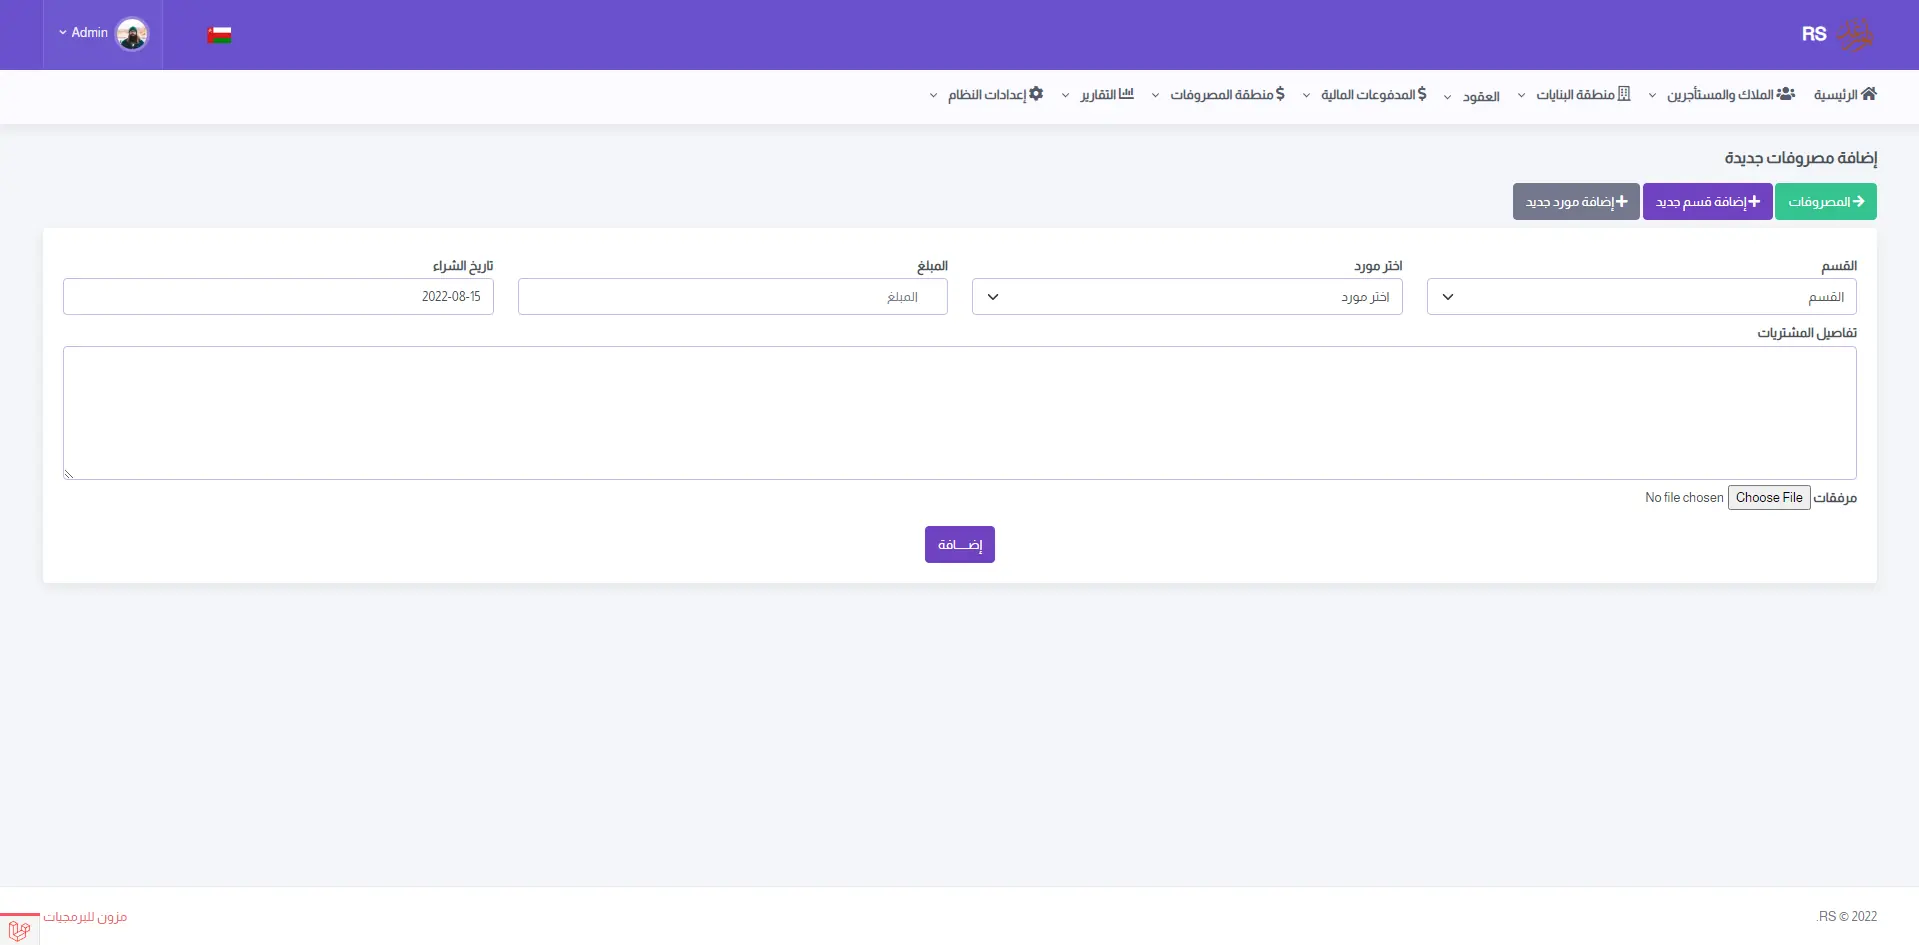 RS
Admin
الرئيسية
الملاك والمستأجرين
منطقة البنايات
العقود
المدفوعات المالية
منطقة المصروفات
التقارير
إعدادات النظام
إضافة مصروفات جديدة
المصروفات
إضافة قسم جديد
إضافة مورد جديد
القسم
اختر مورد
المبلغ
تاريخ الشراء
القسم
اختر مورد
المبلغ
2022-08-15
تفاصيل المشتريات
مرفقات Choose File No file chosen
إضـــافة
2022 © RS.
مزون للبرمجيات